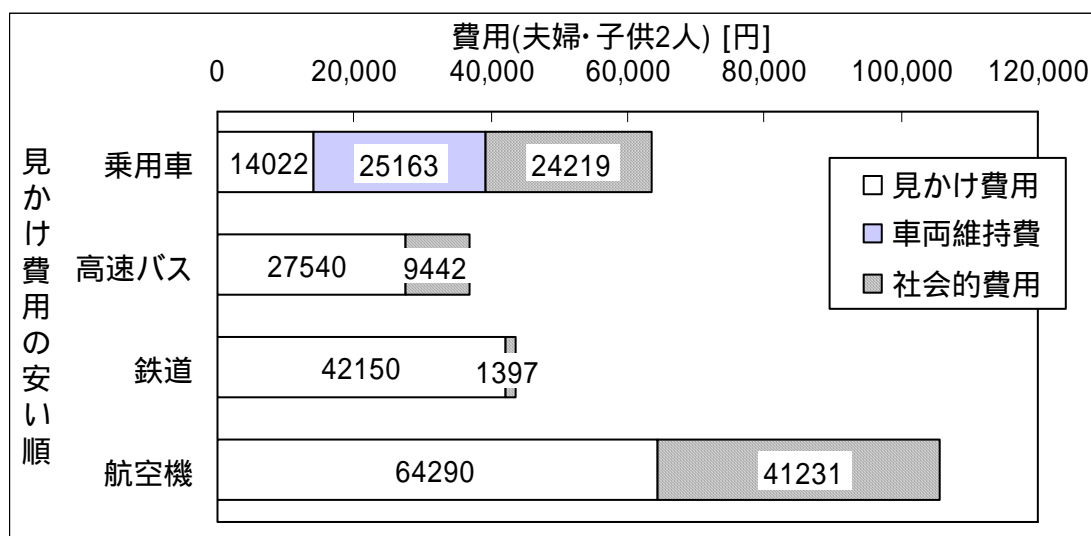 費用(夫婦･子供2人) [円]
0 20,000 40,000 60,000 80,000 100,000 120,000
見かけ費用の安い順
乗用車 14022 25163 24219
高速バス 27540 9442
鉄道 42150 1397
航空機 64290 41231
見かけ費用
車両維持費
社会的費用